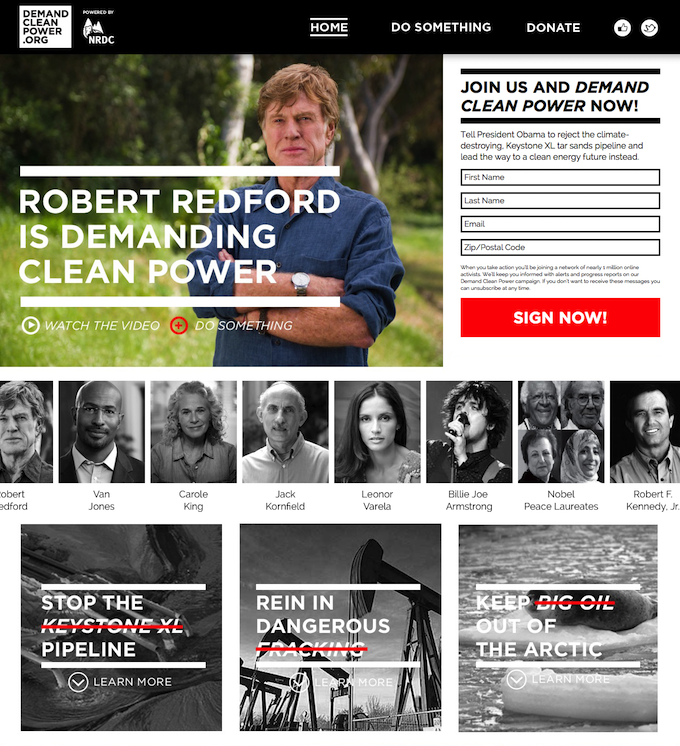 DEMAND
CLEAN
POWER
.ORG
POWERED BY
NRDC
HOME
DO SOMETHING
DONATE
ROBERT REDFORD
IS DEMANDING
CLEAN POWER
WATCH THE VIDEO
DO SOMETHING
JOIN US AND DEMAND
CLEAN POWER NOW!
Tell President Obama to reject the climate-
destroying, Keystone XL tar sands pipeline and
lead the way to a clean energy future instead.
First Name
Last Name
Email
Zip/Postal Code
When you take action you'll be joining a network of nearly 1 million online
activists. We'll keep you informed with alerts and progress reports on our
Demand Clean Power campaign. If you don't want to receive these messages you
can unsubscribe at any time.
SIGN NOW!
obert
edford
Van
Jones
Carole
King
Jack
Kornfield
Leonor
Varela
Billie Joe
Armstrong
Nobel
Peace Laureates
Robert F.
Kennedy, Jr.
STOP THE
KEYSTONE XL
PIPELINE
LEARN MORE
REIN IN
DANGEROUS
FRACKING
LEARN MORE
KEEP BIG OIL
OUT OF
THE ARCTIC
LEARN MORE